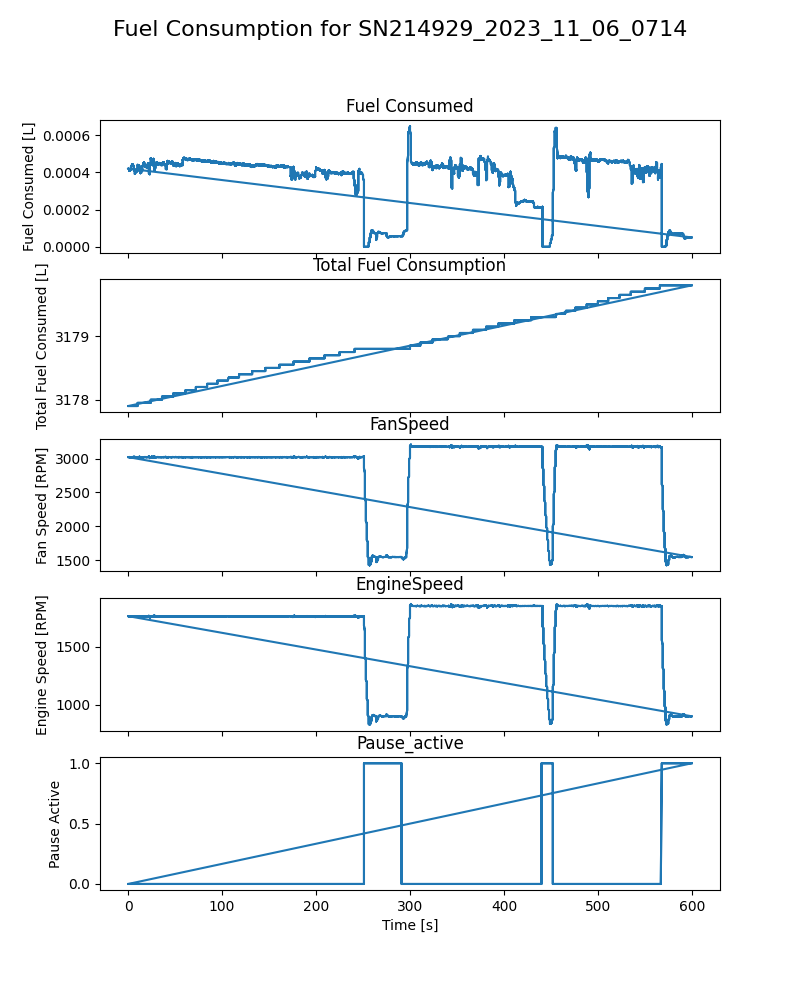 Fuel Consumption for SN214929_2023_11_06_0714
Fuel Consumed
Fuel Consumed [L]
0.0006
0.0004
0.0002
0.0000
Total Fuel Consumption
Total Fuel Consumed [L]
3179
3178
FanSpeed
Fan Speed [RPM]
3000
2500
2000
1500
EngineSpeed
Engine Speed [RPM]
1500
1000
Pause_active
Pause Active
1.0
0.5
0.0
0 100 200 300 400 500 600
Time [s]